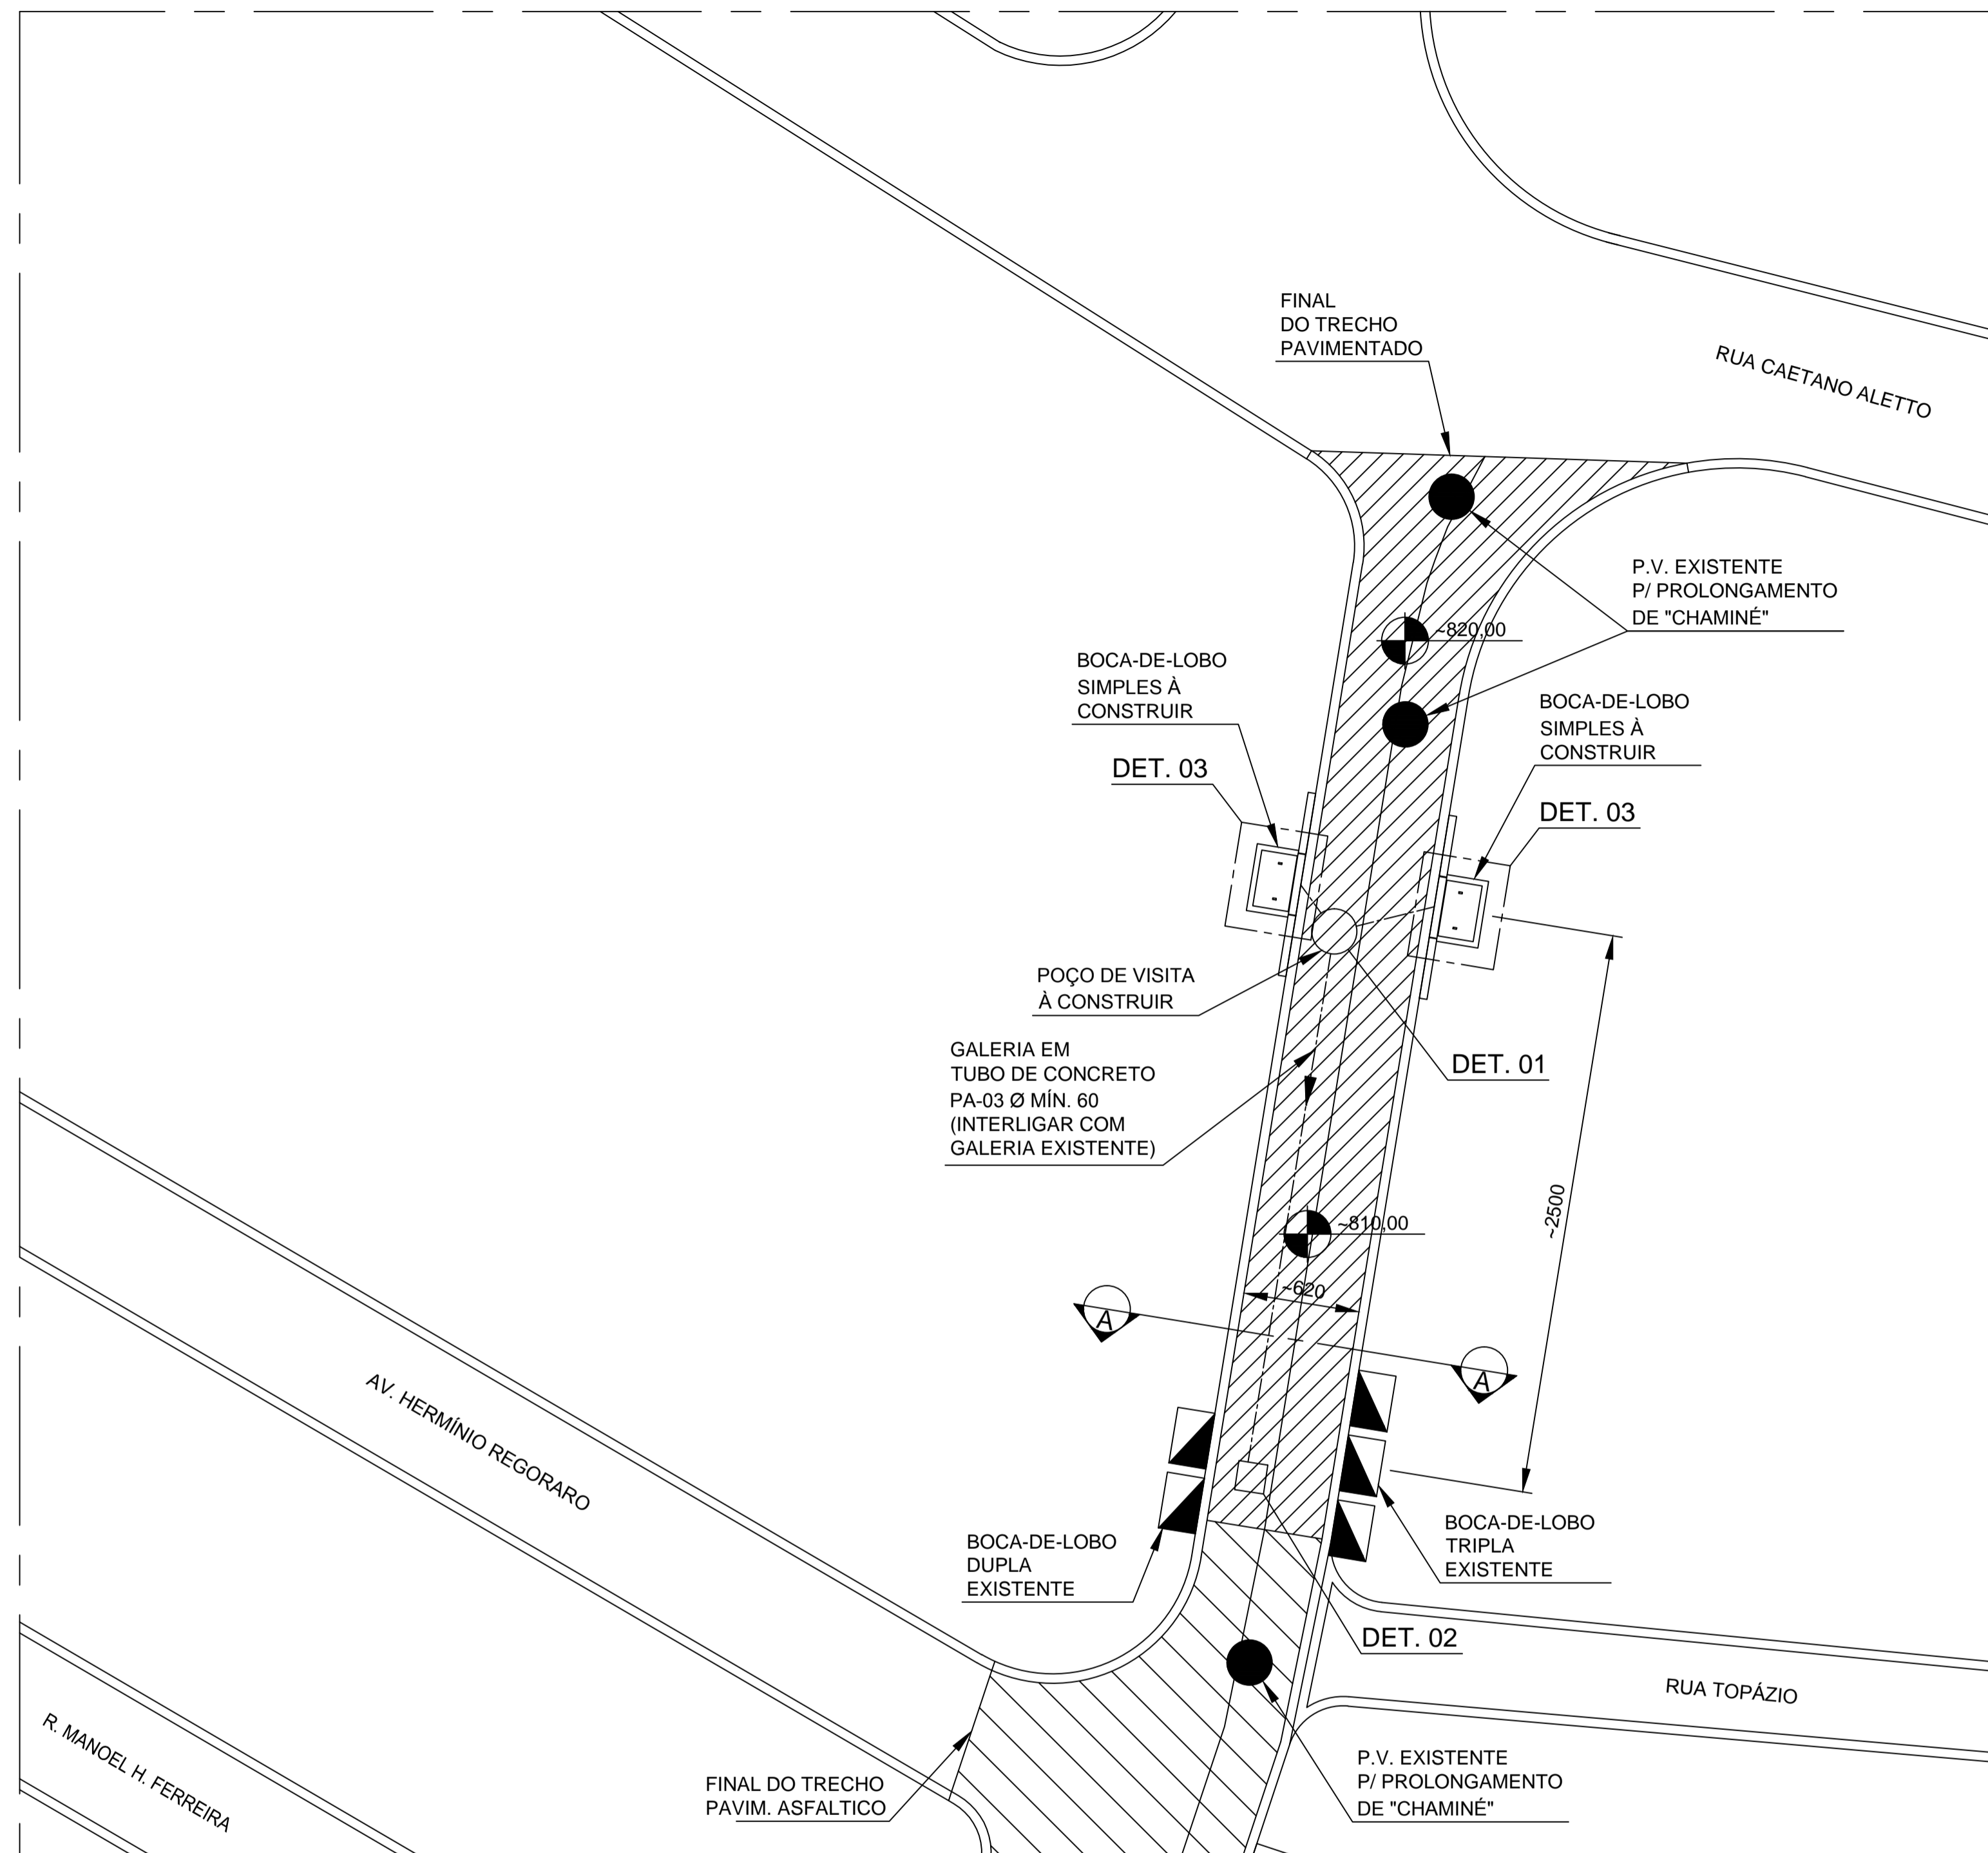 FINAL
DO TRECHO
PAVIMENTADO
RUA CAETANO ALETTO
P.V. EXISTENTE
P/ PROLONGAMENTO
DE "CHAMINÉ"
~820,00
BOCA-DE-LOBO
SIMPLES À
CONSTRUIR
DET. 03
BOCA-DE-LOBO
SIMPLES À
CONSTRUIR
DET. 03
POÇO DE VISITA
À CONSTRUIR
GALERIA EM
TUBO DE CONCRETO
PA-03 Ø MÍN. 60
(INTERLIGAR COM
GALERIA EXISTENTE)
DET. 01
~2500
~810,00
~620
A
A
AV. HERMÍNIO REGORARO
BOCA-DE-LOBO
DUPLA
EXISTENTE
BOCA-DE-LOBO
TRIPLA
EXISTENTE
DET. 02
RUA TOPÁZIO
R. MANOEL H. FERREIRA
FINAL DO TRECHO
PAVIM. ASFALTICO
P.V. EXISTENTE
P/ PROLONGAMENTO
DE "CHAMINÉ"